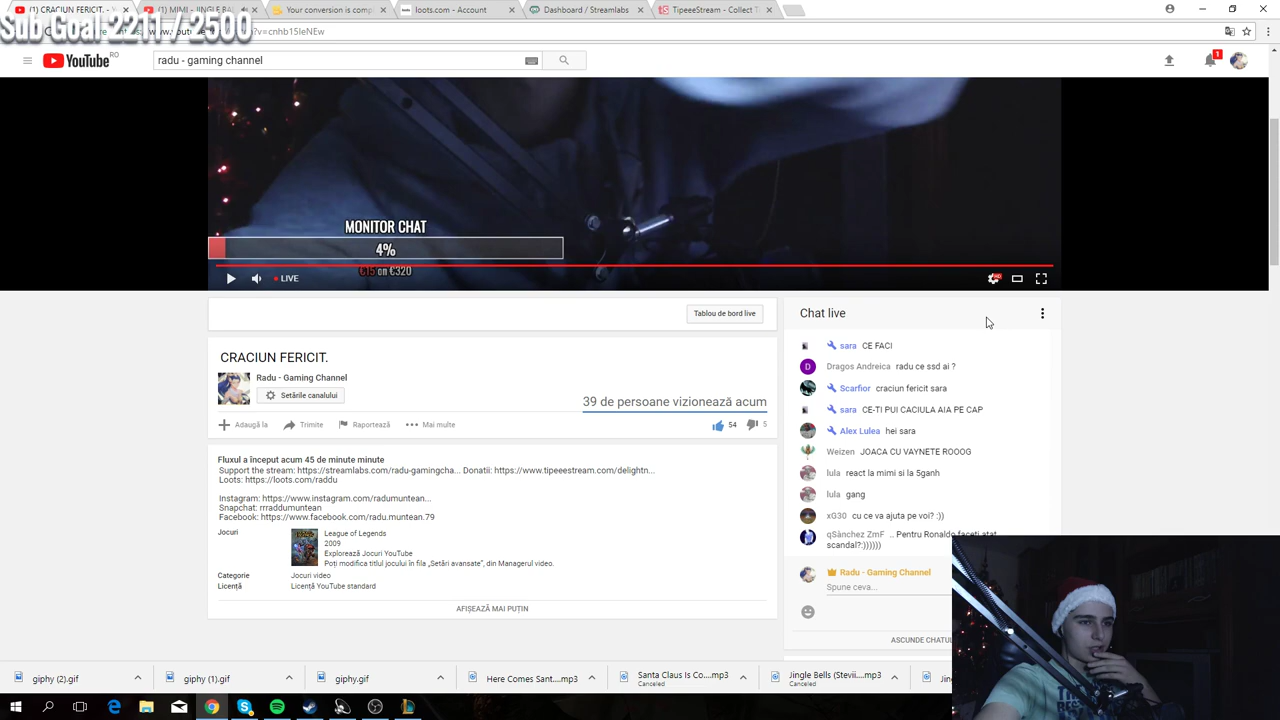 (1) CRACIUN FERICIT. - Y
(1) MIMI - JINGLE BAL
Your conversion is comp
loots.com - Account
Dashboard / Streamlabs
TipeeeStream - Collect T
Sub Goal 2211 / 2500
?v=cnhb15IeNEw
YouTube RO
radu - gaming channel
1
MONITOR CHAT
4%
€15 on €320
LIVE
HD
Tablou de bord live
CRACIUN FERICIT.
Radu - Gaming Channel
Setările canalului
39 de persoane vizionează acum
Adaugă la
Trimite
Raportează
Mai multe
54
5
Fluxul a început acum 45 de minute minute
Support the stream: https://streamlabs.com/radu-gamingcha... Donatii: https://www.tipeeestream.com/delightn...
Loots: https://loots.com/raddu
Instagram: https://www.instagram.com/radumuntean...
Snapchat: rrraddumuntean
Facebook: https://www.facebook.com/radu.muntean.79
Jocuri
League of Legends
2009
Explorează Jocuri YouTube
Poți modifica titlul jocului în fila „Setări avansate”, din Managerul video.
Categorie Jocuri video
Licență Licență YouTube standard
AFIȘEAZĂ MAI PUȚIN
Chat live
sara CE FACI
D Dragos Andreica radu ce ssd ai ?
Scarfior craciun fericit sara
sara CE-TI PUI CACIULA AIA PE CAP
Alex Lulea hei sara
Weizen JOACA CU VAYNETE ROOOG
lula react la mimi si la 5ganh
lula gang
xG30 cu ce va ajuta pe voi? :))
qSànchez ZmF .. Pentru Ronaldo faceti atat
scandal?:))))))
Radu - Gaming Channel
Spune ceva...
ASCUNDE CHATUL
giphy (2).gif
giphy (1).gif
giphy.gif
Here Comes Sant....mp3
Santa Claus Is Co....mp3
Canceled
Jingle Bells (Stevii....mp3
Canceled